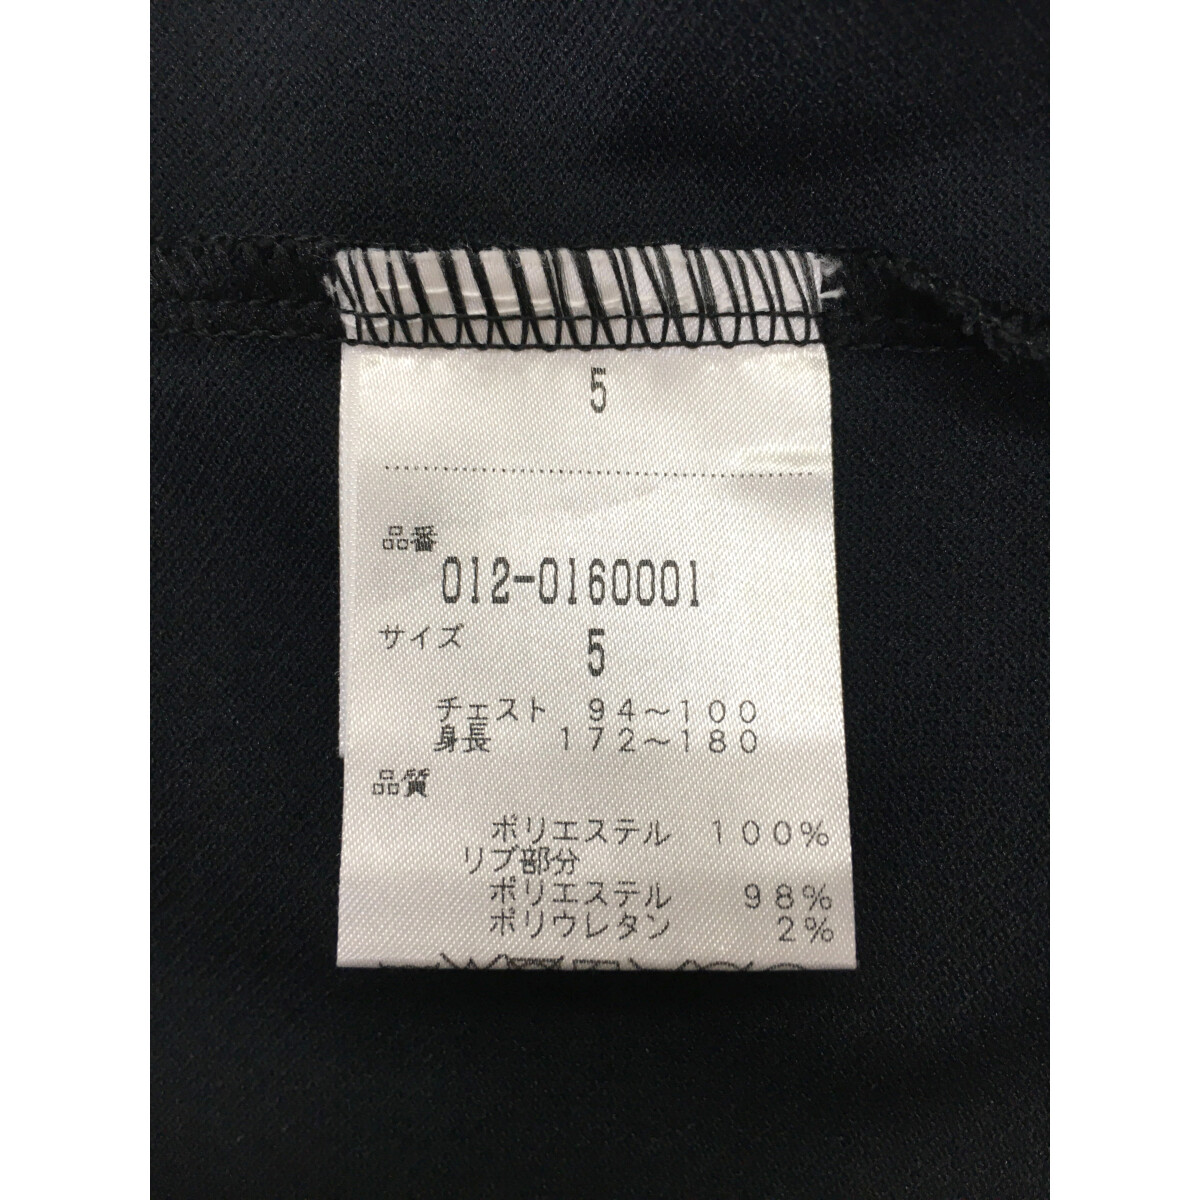 5
品番
012-0160001
サイズ 5
チェスト 94～100
身長 172～180
品質
ポリエステル 100%
リブ部分
ポリエステル 98%
ポリウレタン 2%